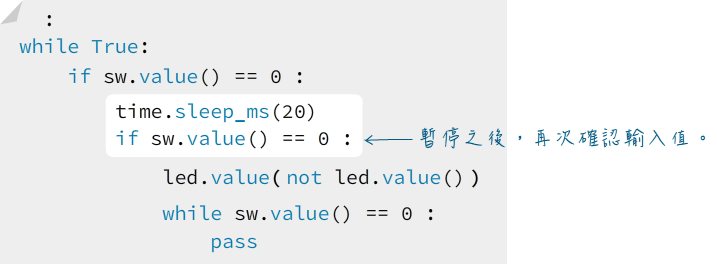 :
while True:
if sw.value() == 0 :
time.sleep_ms(20)
if sw.value() == 0 : 暫停之後，再次確認輸入值。
led.value(not led.value())
while sw.value() == 0 :
pass